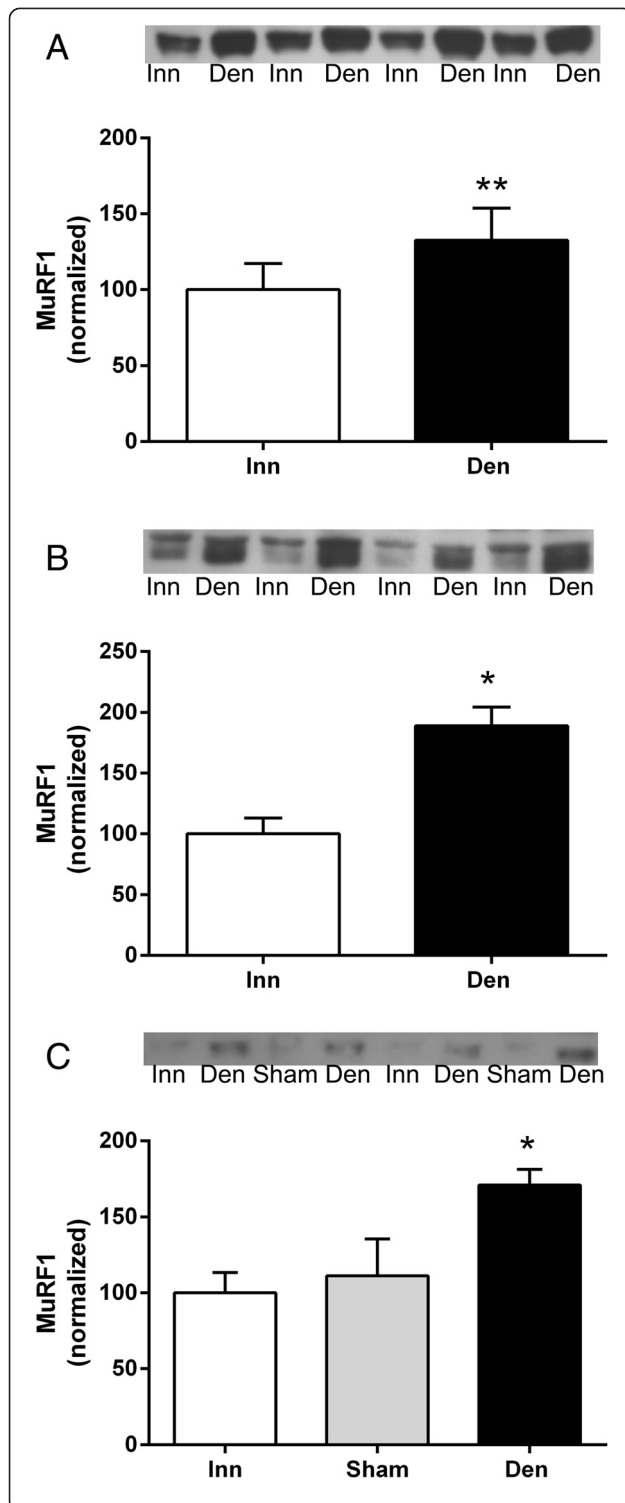 A
Inn Den Inn Den Inn Den Inn Den
200
**
150
100
50
0
MuRF1
(normalized)
Inn Den
B
Inn Den Inn Den Inn Den Inn Den
250
*
200
150
100
50
0
MuRF1
(normalized)
Inn Den
C
Inn Den Sham Den Inn Den Sham Den
200
*
150
100
50
0
MuRF1
(normalized)
Inn Sham Den